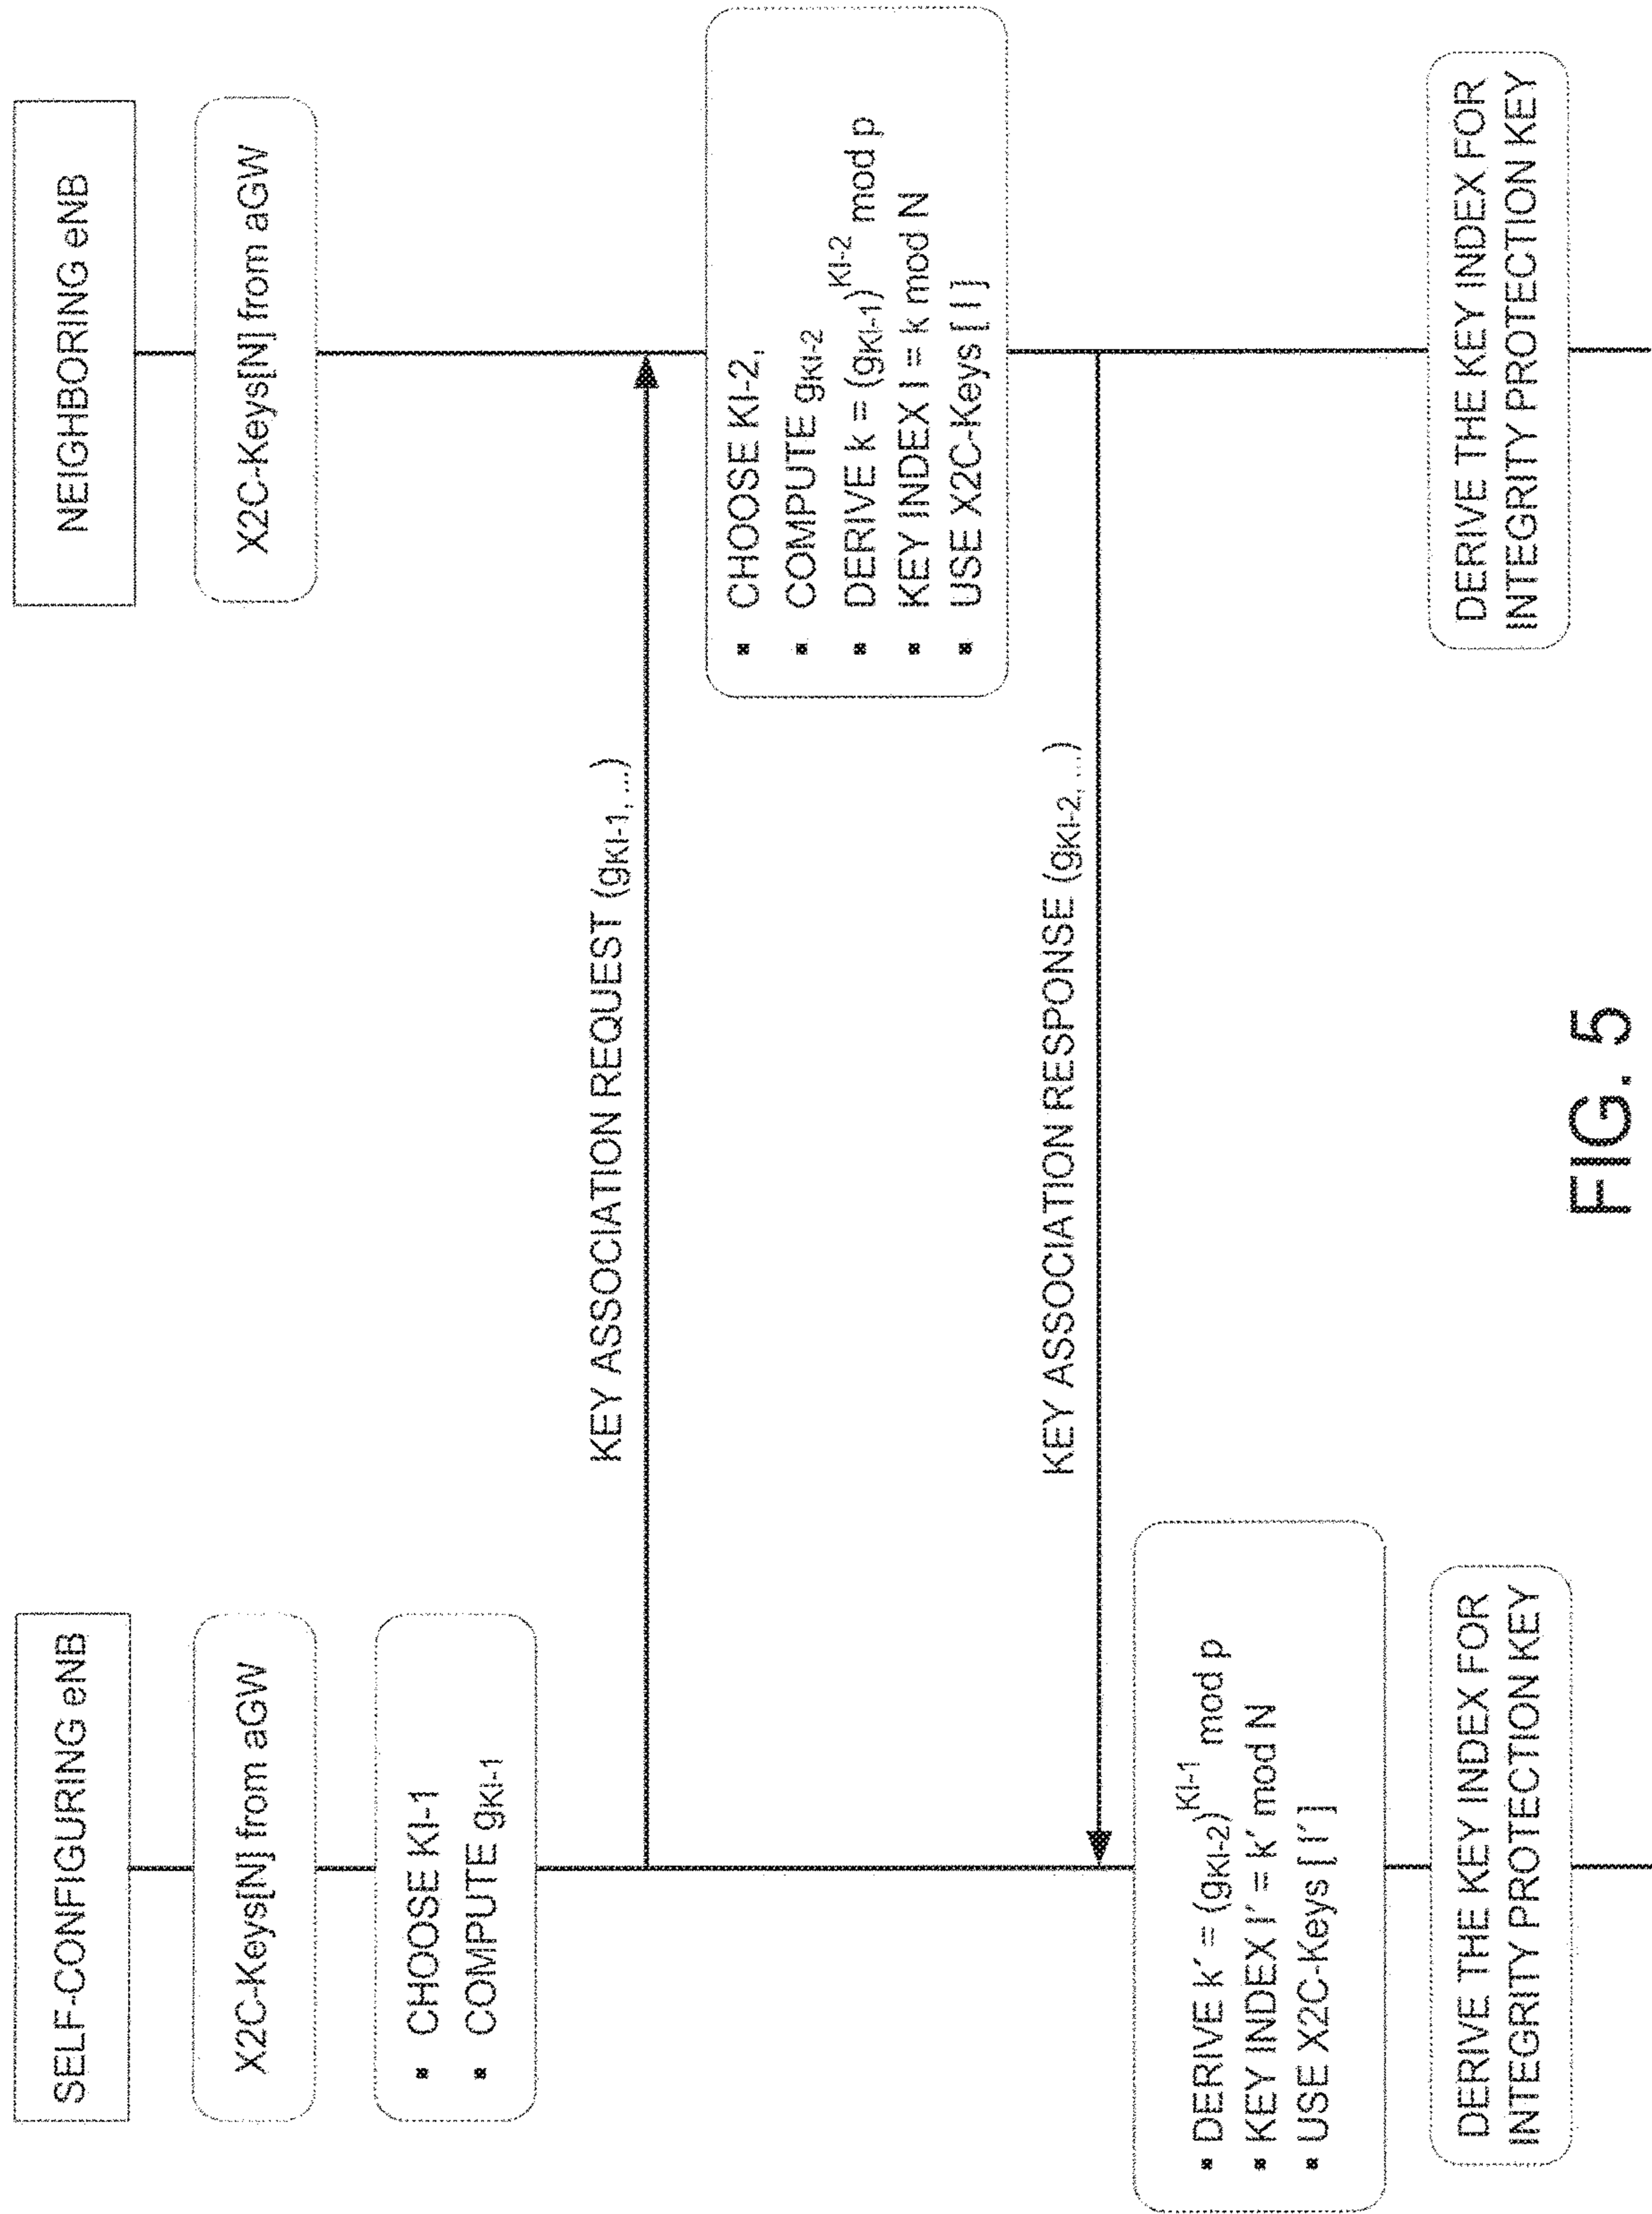 SELF-CONFIGURING eNB
NEIGHBORING eNB
X2C-Keys[N] from aGW
X2C-Keys[N] from aGW
▪ CHOOSE KI-1
▪ COMPUTE gKI-1
KEY ASSOCIATION REQUEST (gKI-1, ...)
▪ CHOOSE KI-2,
▪ COMPUTE gKI-2
▪ DERIVE k = (gKI-1)^KI-2 mod p
▪ KEY INDEX I = k mod N
▪ USE X2C-Keys [ I ]
KEY ASSOCIATION RESPONSE (gKI-2, ...)
▪ DERIVE k′ = (gKI-2)^KI-1 mod p
▪ KEY INDEX I′ = k′ mod N
▪ USE X2C-Keys [ I′ ]
DERIVE THE KEY INDEX FOR
INTEGRITY PROTECTION KEY
DERIVE THE KEY INDEX FOR
INTEGRITY PROTECTION KEY
FIG. 5